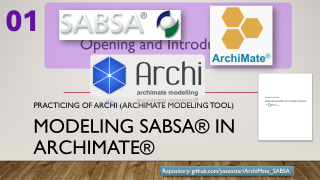 01
SABSA®
Opening and Introdu
ArchiMate®
Archi
archimate modelling
PRACTICING OF ARCHI (ARCHIMATE MODELING TOOL)
MODELING SABSA® IN
ARCHIMATE®
Repository: github.com/yasenstar/ArchiMate_SABSA